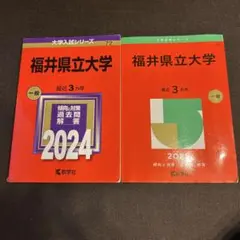 大学入試シリーズ
福井県立大学
最近3カ年
一般
傾向と対策
過去問
解答
2024
教学社
福井県立大学
最近3カ年
一般
教学社